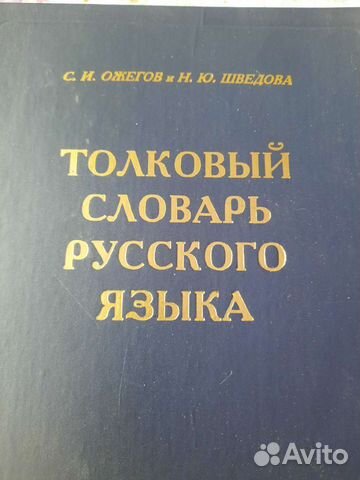 С. И. ОЖЕГОВ и Н. Ю. ШВЕДОВА
ТОЛКОВЫЙ
СЛОВАРЬ
РУССКОГО
ЯЗЫКА
Avito